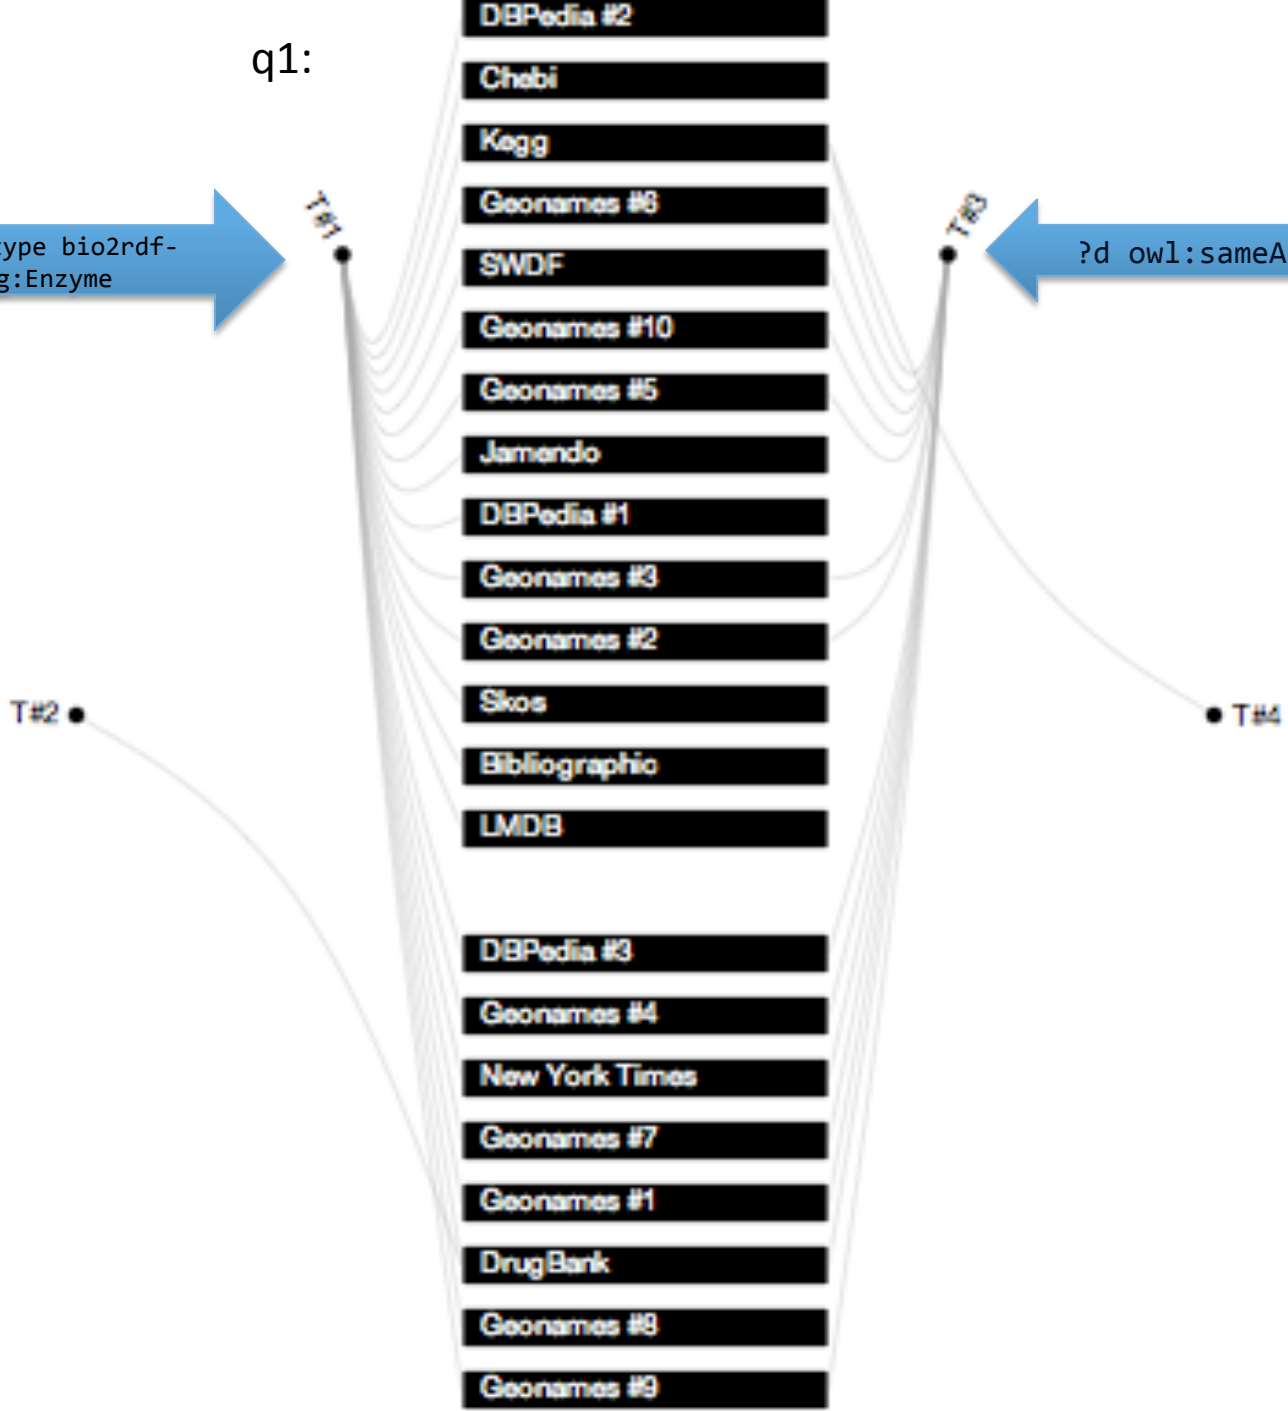 DBPedia #2
q1:
Chebi
Kegg
Geonames #6
T#1
T#3
type bio2rdf-
g:Enzyme
?d owl:sameA
SWDF
Geonames #10
Geonames #5
Jamendo
DBPedia #1
Geonames #3
Geonames #2
Skos
T#2
T#4
Bibliographic
LMDB
DBPedia #3
Geonames #4
New York Times
Geonames #7
Geonames #1
DrugBank
Geonames #8
Geonames #9